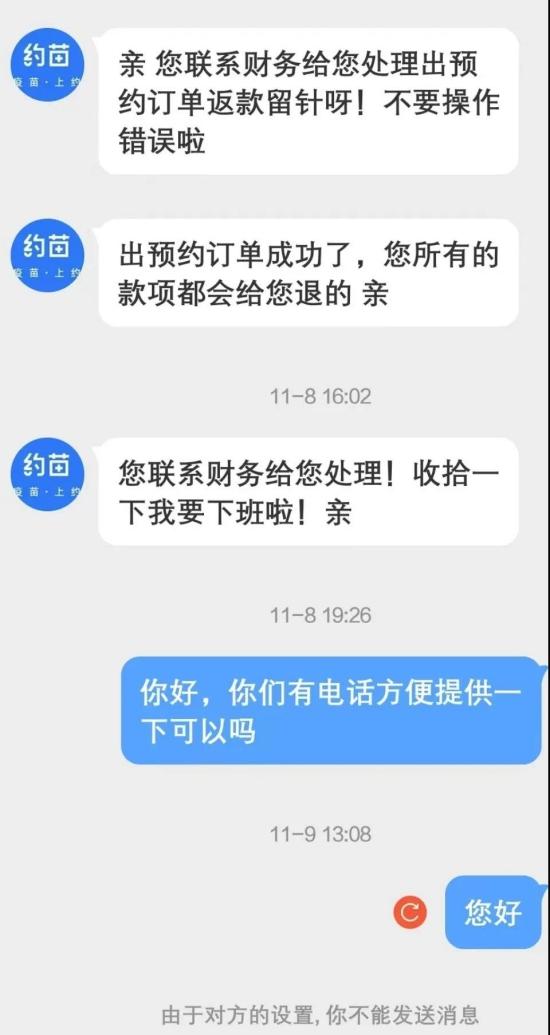 约苗
疫苗·上约
亲 您联系财务给您处理出预
约订单返款留针呀！不要操作
错误啦
约苗
疫苗·上约
出预约订单成功了，您所有的
款项都会给您退的 亲
11-8 16:02
约苗
疫苗·上约
您联系财务给您处理！收拾一
下我要下班啦！亲
11-8 19:26
你好，你们有电话方便提供一
下可以吗
11-9 13:08
您好
由于对方的设置,你不能发送消息